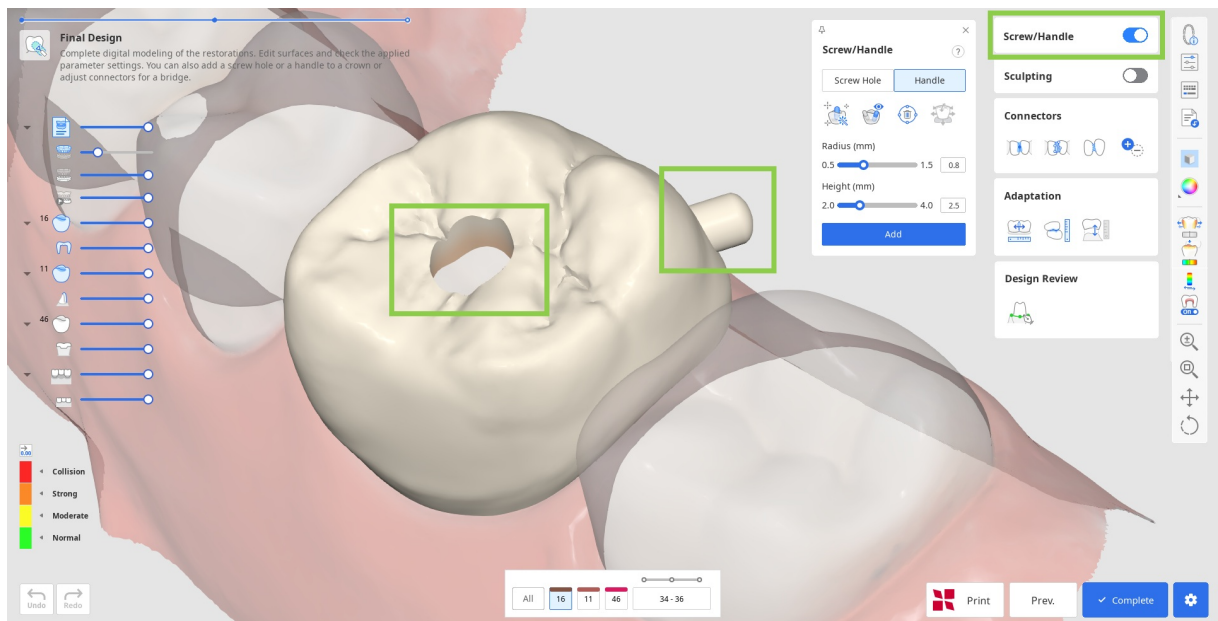 Final Design
Complete digital modeling of the restorations. Edit surfaces and check the applied
parameter settings. You can also add a screw hole or a handle to a crown or
adjust connectors for a bridge.
16
11
46
0.00
Collision
Strong
Moderate
Normal
Undo
Redo
Screw/Handle
?
Screw Hole
Handle
Radius (mm)
0.5
1.5
0.8
Height (mm)
2.0
4.0
2.5
Add
Screw/Handle
Sculpting
Connectors
Adaptation
Design Review
ON
All
16
11
46
34 - 36
Print
Prev.
Complete